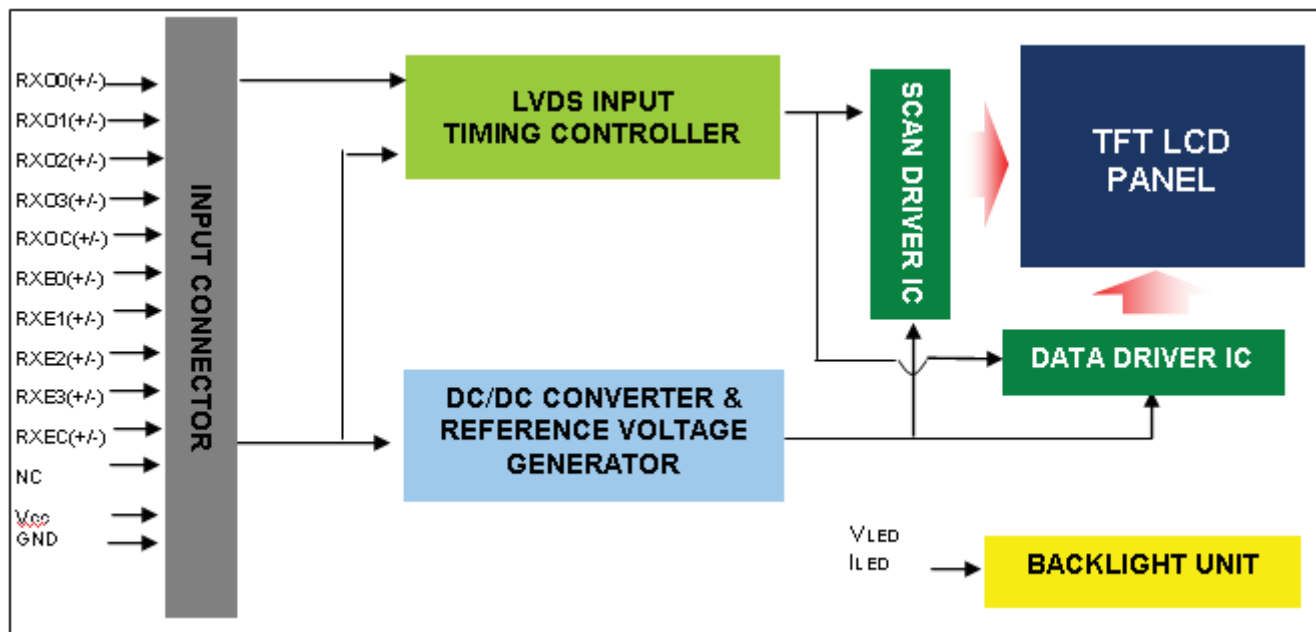 RXO0(+/-)
RXO1(+/-)
RXO2(+/-)
RXO3(+/-)
RXOC(+/-)
RXE0(+/-)
RXE1(+/-)
RXE2(+/-)
RXE3(+/-)
RXEC(+/-)
NC
Vcc
GND
INPUT CONNECTOR
LVDS INPUT
TIMING CONTROLLER
DC/DC CONVERTER &
REFERENCE VOLTAGE
GENERATOR
SCAN DRIVER IC
TFT LCD
PANEL
DATA DRIVER IC
VLED
ILED
BACKLIGHT UNIT